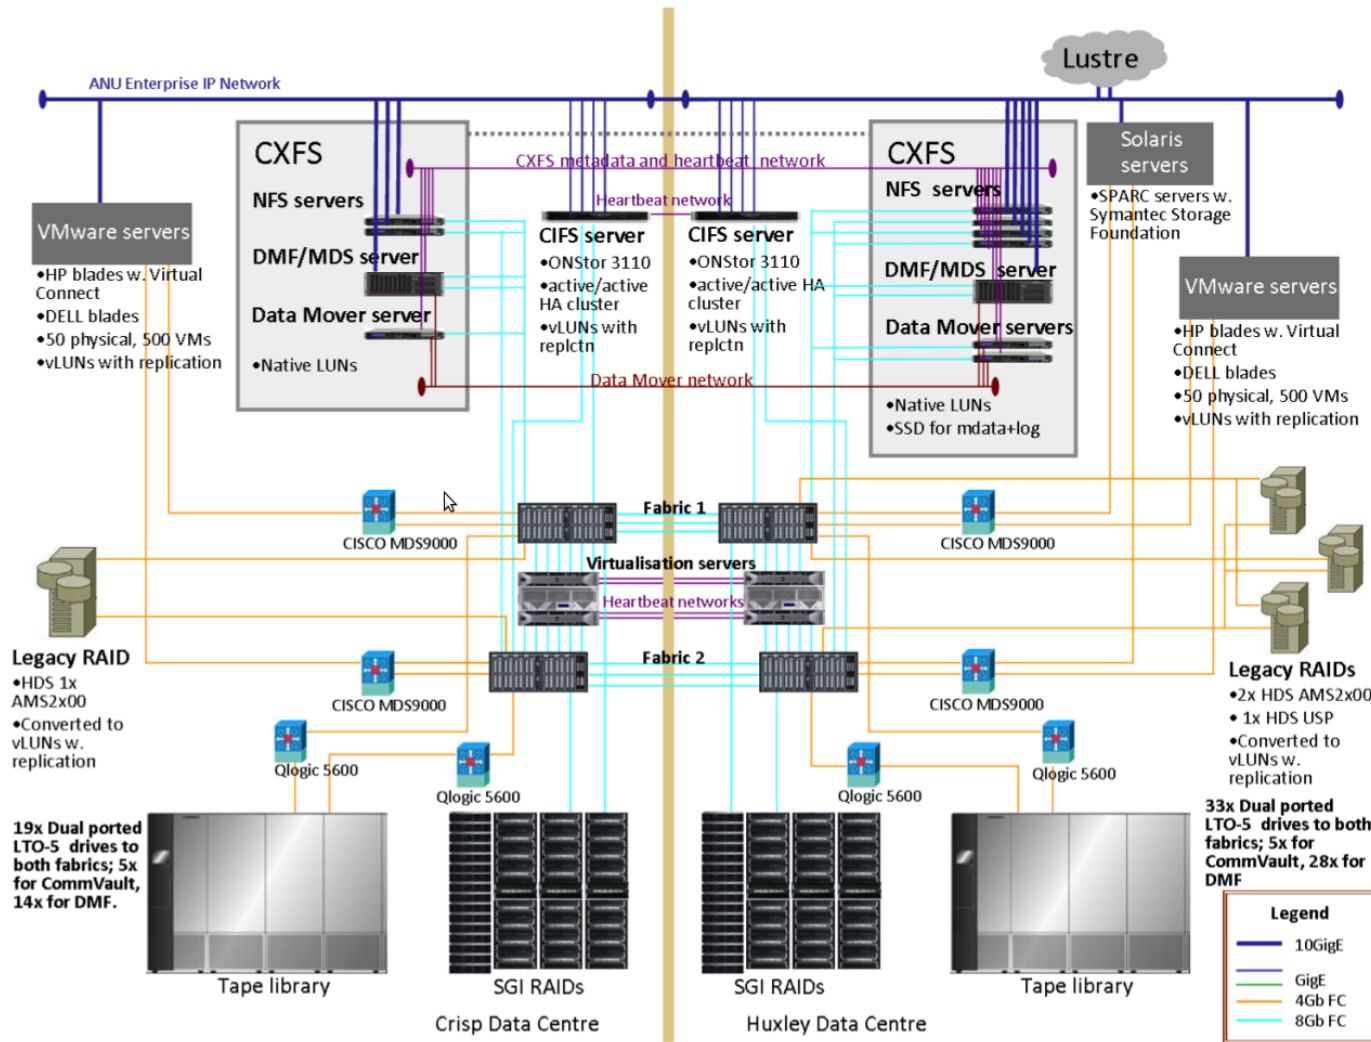 Lustre
ANU Enterprise IP Network
CXFS
CXFS metadata and heartbeat network
NFS servers
Heartbeat network
DMF/MDS server
Data Mover server
•Native LUNs
Data Mover network
CIFS server
•ONStor 3110
•active/active
HA cluster
•vLUNs with
replctn
CIFS server
•ONStor 3110
•active/active HA
cluster
•vLUNs with
replctn
CXFS
NFS servers
DMF/MDS server
Data Mover servers
•Native LUNs
•SSD for mdata+log
Solaris
servers
•SPARC servers w.
Symantec Storage
Foundation
VMware servers
•HP blades w. Virtual
Connect
•DELL blades
•50 physical, 500 VMs
•vLUNs with replication
VMware servers
•HP blades w. Virtual
Connect
•DELL blades
•50 physical, 500 VMs
•vLUNs with replication
CISCO MDS9000
Fabric 1
CISCO MDS9000
Virtualisation servers
Heartbeat networks
Fabric 2
CISCO MDS9000
CISCO MDS9000
Legacy RAID
•HDS 1x
AMS2x00
•Converted to
vLUNs w.
replication
Legacy RAIDs
•2x HDS AMS2x00
• 1x HDS USP
•Converted to
vLUNs w.
replication
Qlogic 5600
Qlogic 5600
Qlogic 5600
Qlogic 5600
19x Dual ported
LTO-5 drives to
both fabrics; 5x
for CommVault,
14x for DMF.
33x Dual ported
LTO-5 drives to both
fabrics; 5x for
CommVault, 28x for
DMF
Tape library
SGI RAIDs
SGI RAIDs
Tape library
Crisp Data Centre
Huxley Data Centre
Legend
10GigE
GigE
4Gb FC
8Gb FC